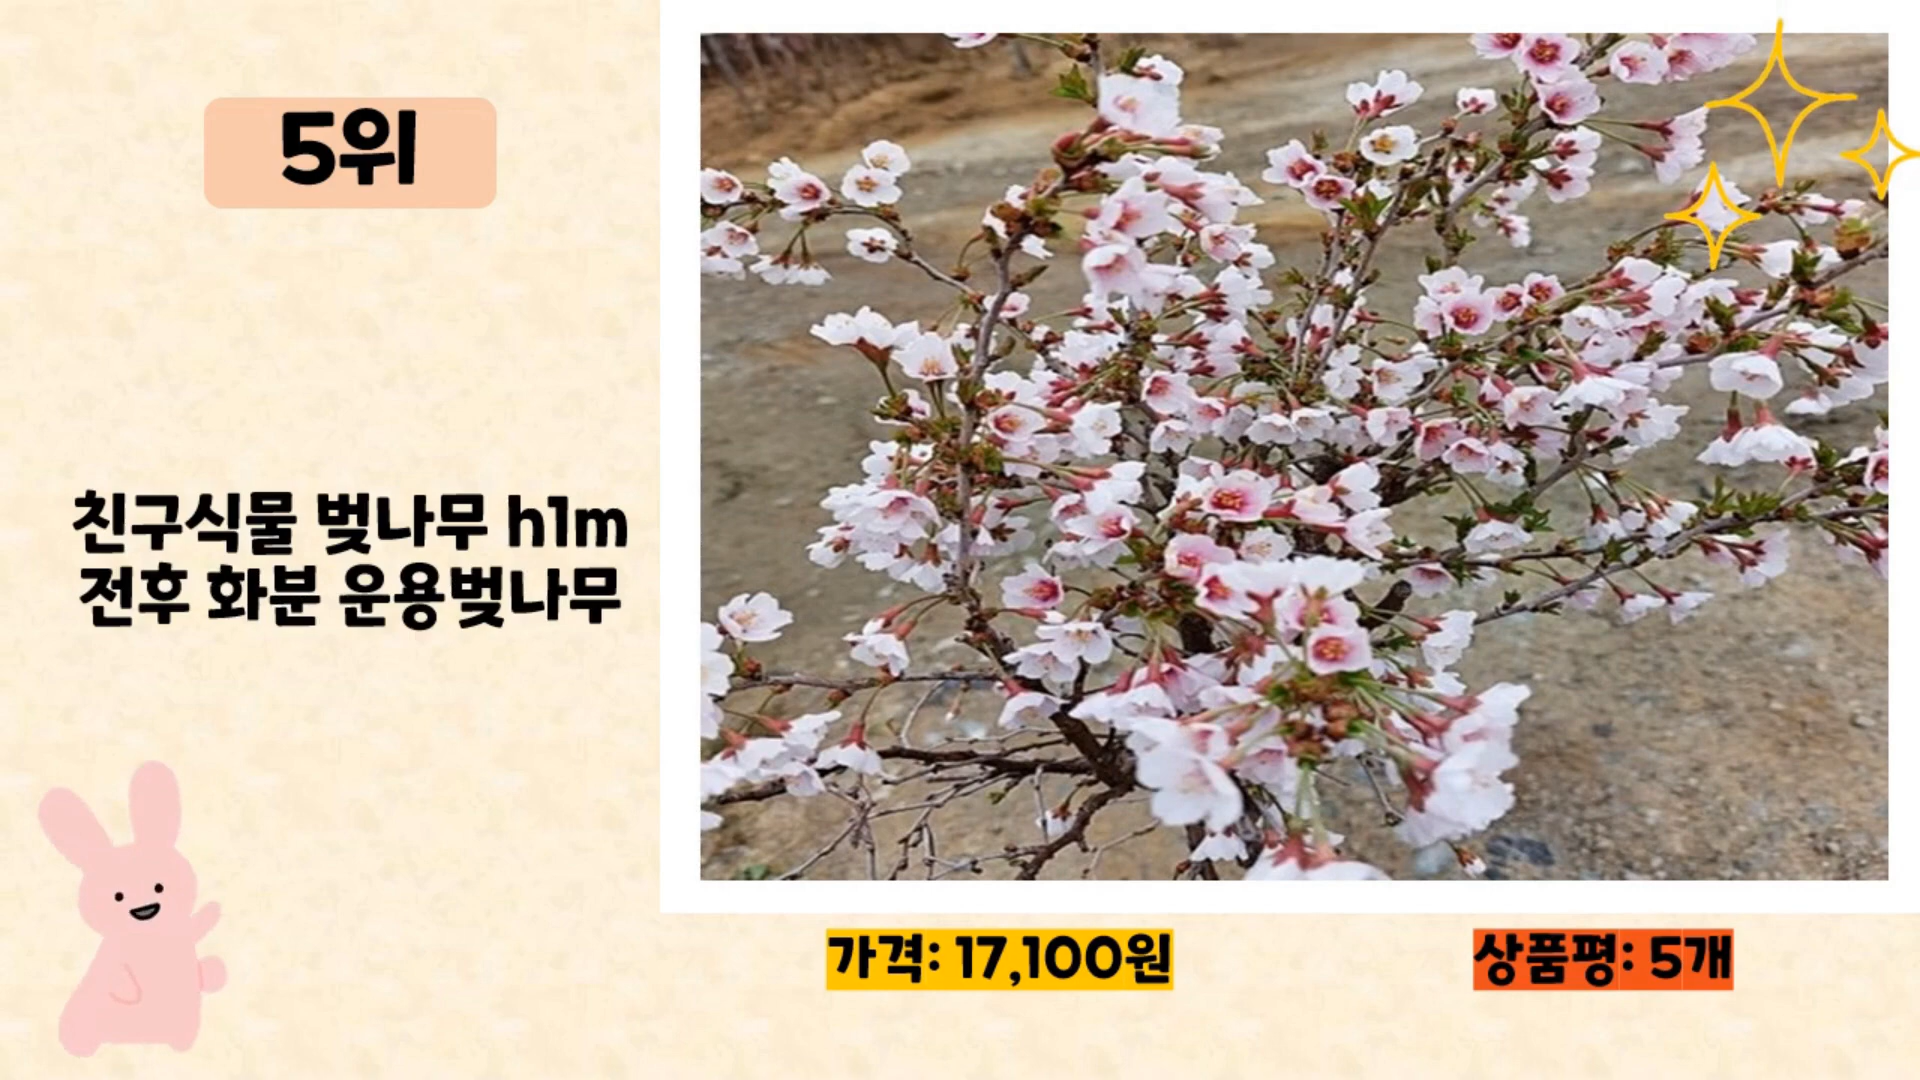 5위
친구식물 벚나무 h1m
전후 화분 운용벚나무
가격: 17,100원
상품평: 5개